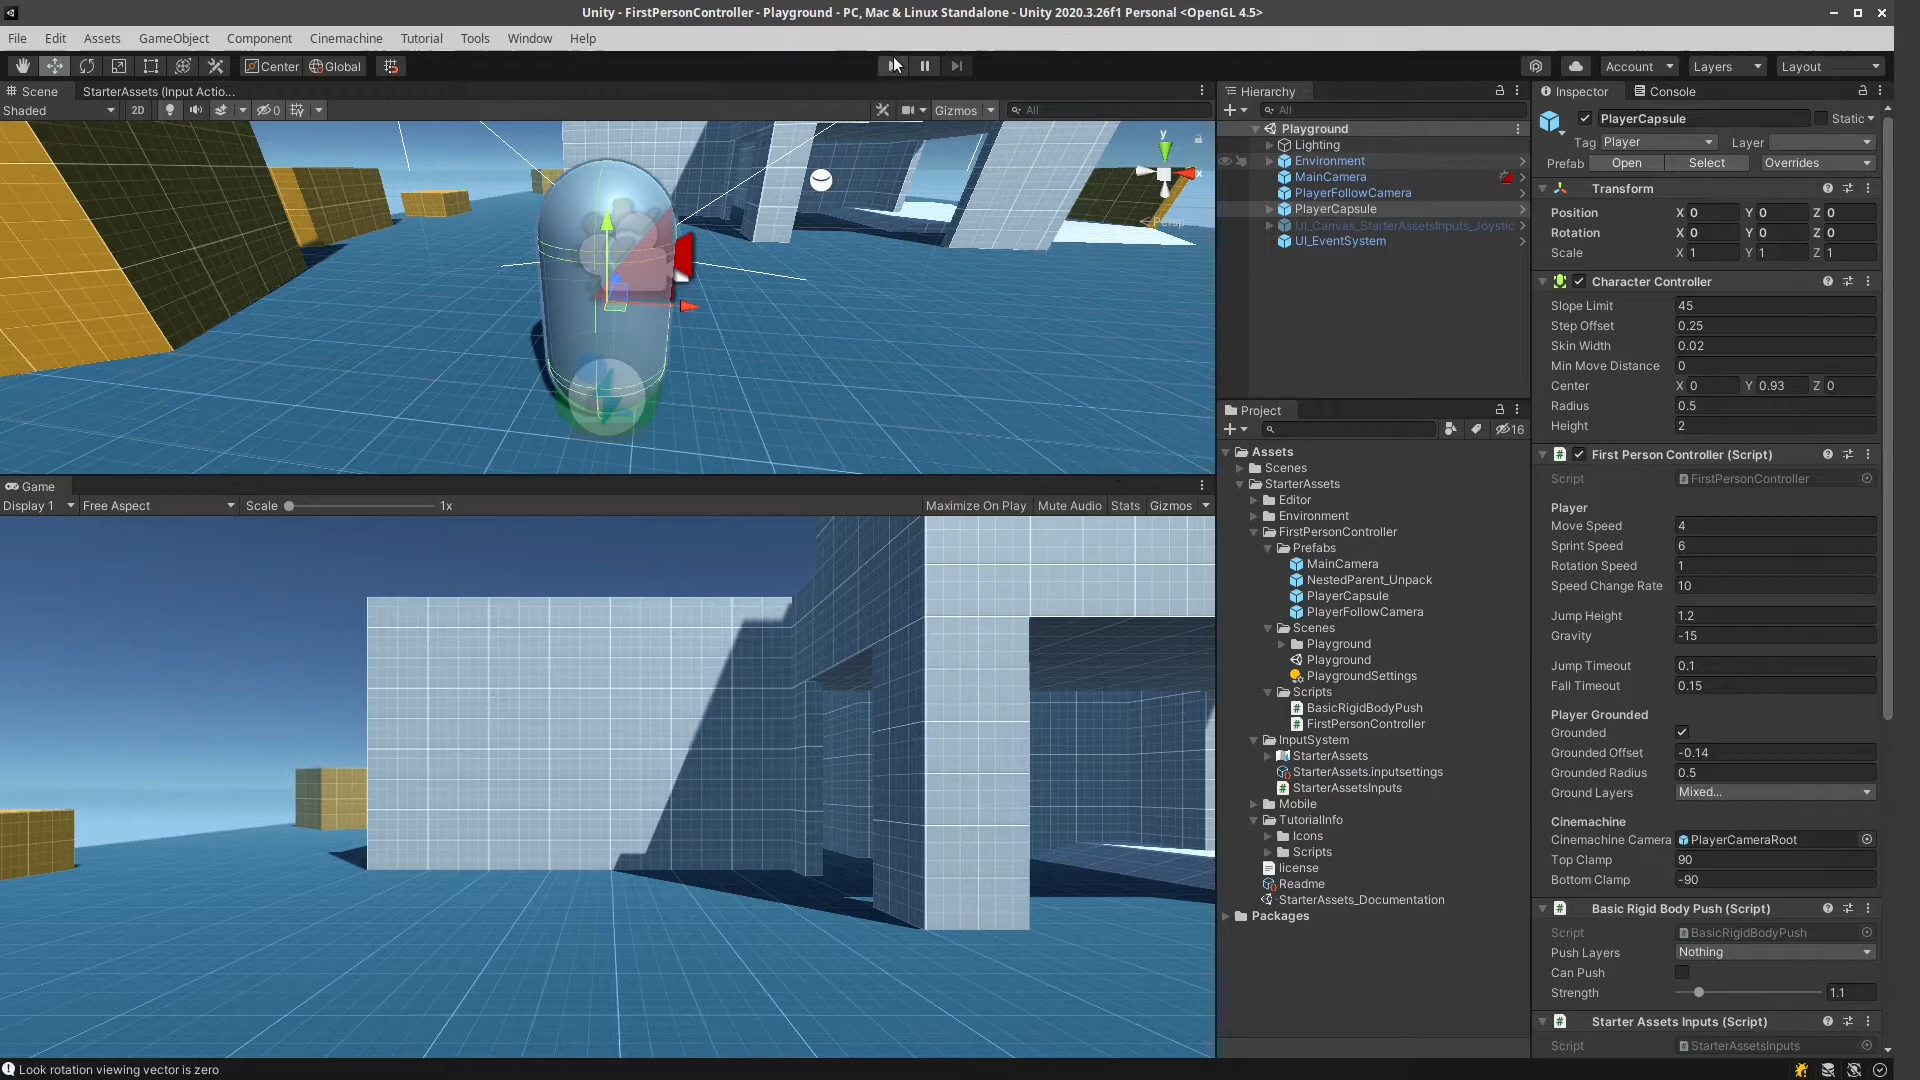 Unity - FirstPersonController - Playground - PC, Mac & Linux Standalone - Unity 2020.3.26f1 Personal <OpenGL 4.5>
File Edit Assets GameObject Component Cinemachine Tutorial Tools Window Help
Center Global Account Layers Layout
Scene StarterAssets (Input Actio...
Shaded 2D 0 Gizmos All
y
x
Persp
Game
Display 1 Free Aspect Scale 1x Maximize On Play Mute Audio Stats Gizmos
Hierarchy
All
Playground
Lighting
Environment
MainCamera
PlayerFollowCamera
PlayerCapsule
UI_Canvas_StarterAssetsInputs_Joystic
UI_EventSystem
Project
16
Assets
Scenes
StarterAssets
Editor
Environment
FirstPersonController
Prefabs
MainCamera
NestedParent_Unpack
PlayerCapsule
PlayerFollowCamera
Scenes
Playground
Playground
PlaygroundSettings
Scripts
BasicRigidBodyPush
FirstPersonController
InputSystem
StarterAssets
StarterAssets.inputsettings
StarterAssetsInputs
Mobile
TutorialInfo
Icons
Scripts
license
Readme
StarterAssets_Documentation
Packages
Inspector Console
PlayerCapsule Static
Tag Player Layer
Prefab Open Select Overrides
Transform
Position X 0 Y 0 Z 0
Rotation X 0 Y 0 Z 0
Scale X 1 Y 1 Z 1
Character Controller
Slope Limit 45
Step Offset 0.25
Skin Width 0.02
Min Move Distance 0
Center X 0 Y 0.93 Z 0
Radius 0.5
Height 2
First Person Controller (Script)
Script FirstPersonController
Player
Move Speed 4
Sprint Speed 6
Rotation Speed 1
Speed Change Rate 10
Jump Height 1.2
Gravity -15
Jump Timeout 0.1
Fall Timeout 0.15
Player Grounded
Grounded
Grounded Offset -0.14
Grounded Radius 0.5
Ground Layers Mixed...
Cinemachine
Cinemachine Camera PlayerCameraRoot
Top Clamp 90
Bottom Clamp -90
Basic Rigid Body Push (Script)
Script BasicRigidBodyPush
Push Layers Nothing
Can Push
Strength 1.1
Starter Assets Inputs (Script)
Script StarterAssetsInputs
Look rotation viewing vector is zero